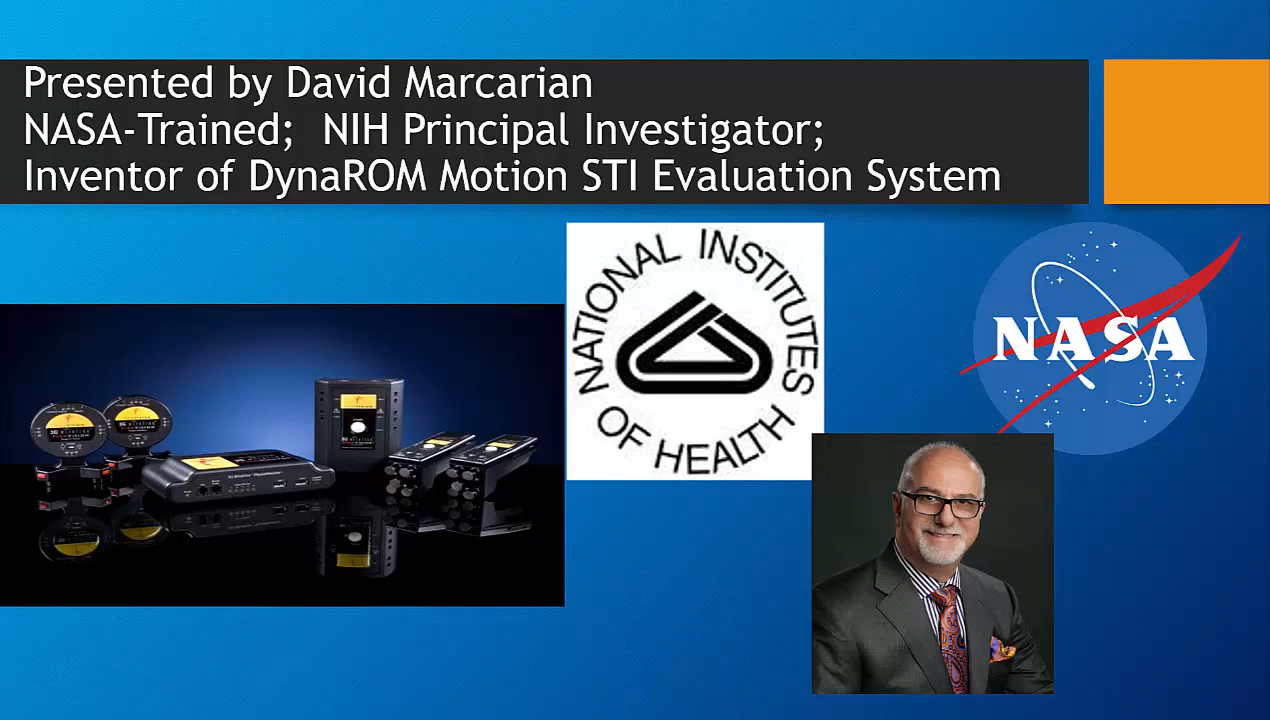 Presented by David Marcarian
NASA-Trained;  NIH Principal Investigator;
Inventor of DynaROM Motion STI Evaluation System
NATIONAL INSTITUTES
OF HEALTH
NASA